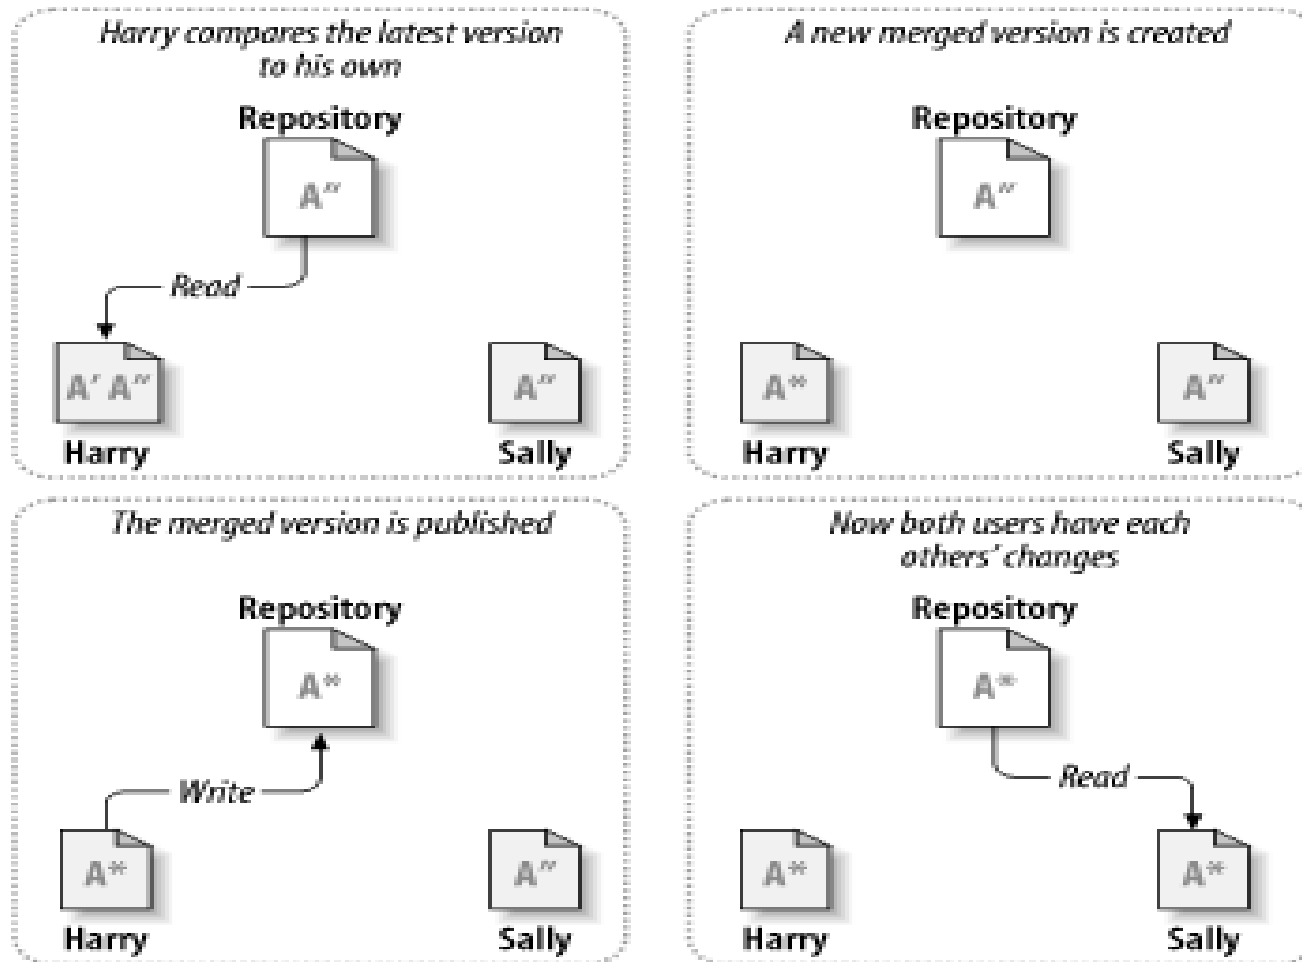 Harry compares the latest version
to his own
Repository
A″
Read
A′ A″
A″
Harry
Sally
A new merged version is created
Repository
A″
A*
A″
Harry
Sally
The merged version is published
Repository
A*
Write
A*
A″
Harry
Sally
Now both users have each
others’ changes
Repository
A*
Read
A*
A*
Harry
Sally